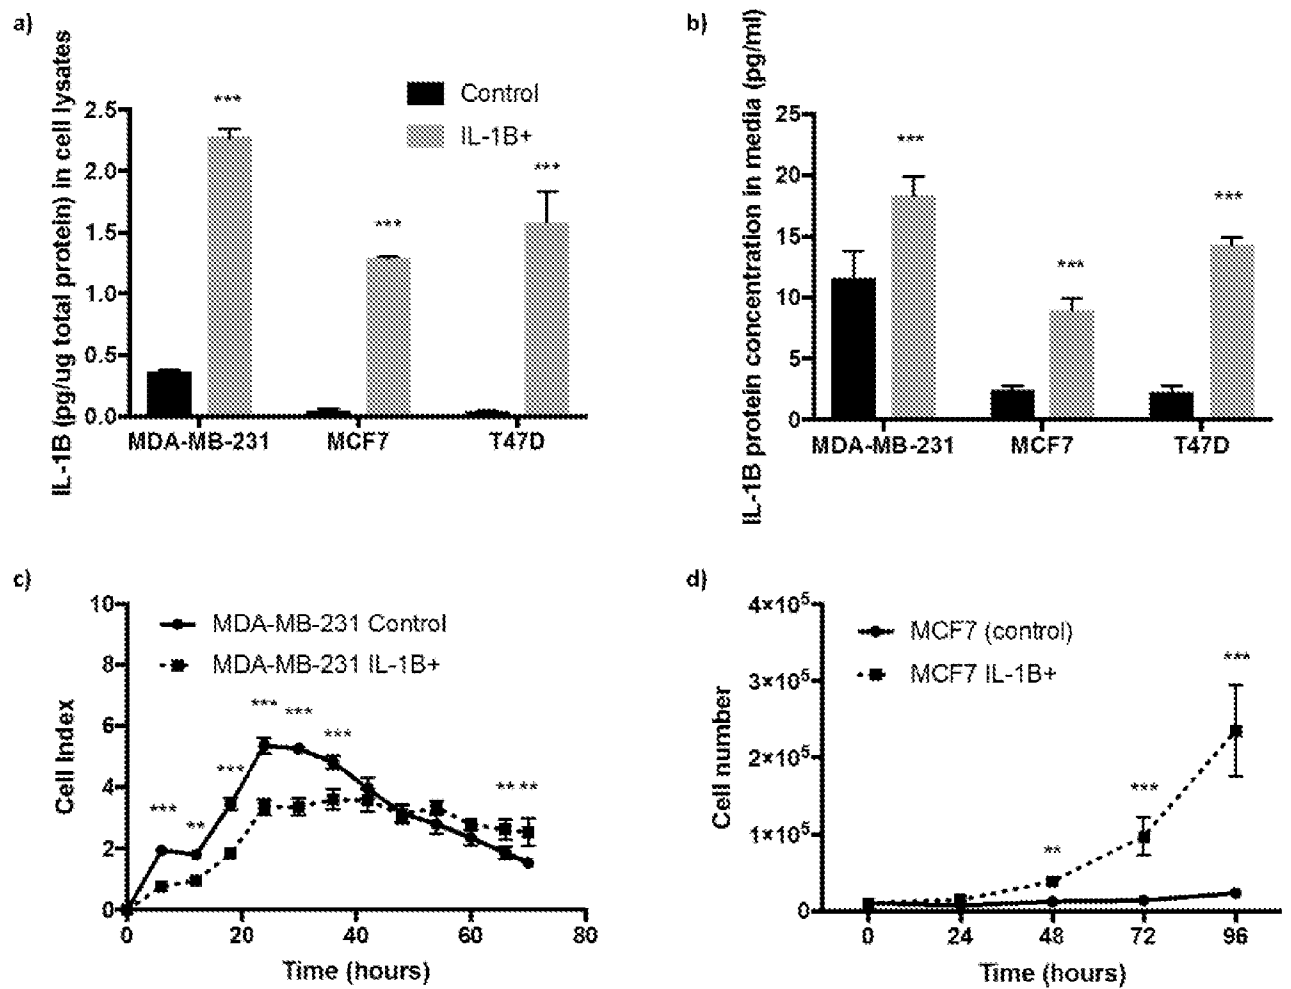 a)
IL-1B (pg/ug total protein) in cell lysates
2.5
2.0
1.5
1.0
0.5
0.0
***
***
***
Control
IL-1B+
MDA-MB-231 MCF7 T47D
b)
IL-1B protein concentration in media (pg/ml)
25
20
15
10
5
0
***
***
***
MDA-MB-231 MCF7 T47D
c)
Cell Index
10
8
6
4
2
0
MDA-MB-231 Control
MDA-MB-231 IL-1B+
***
**
***
***
***
***
**
**
0 20 40 60 80
Time (hours)
d)
Cell number
4×10⁵
3×10⁵
2×10⁵
1×10⁵
0
MCF7 (control)
MCF7 IL-1B+
**
***
***
0 24 48 72 96
Time (hours)